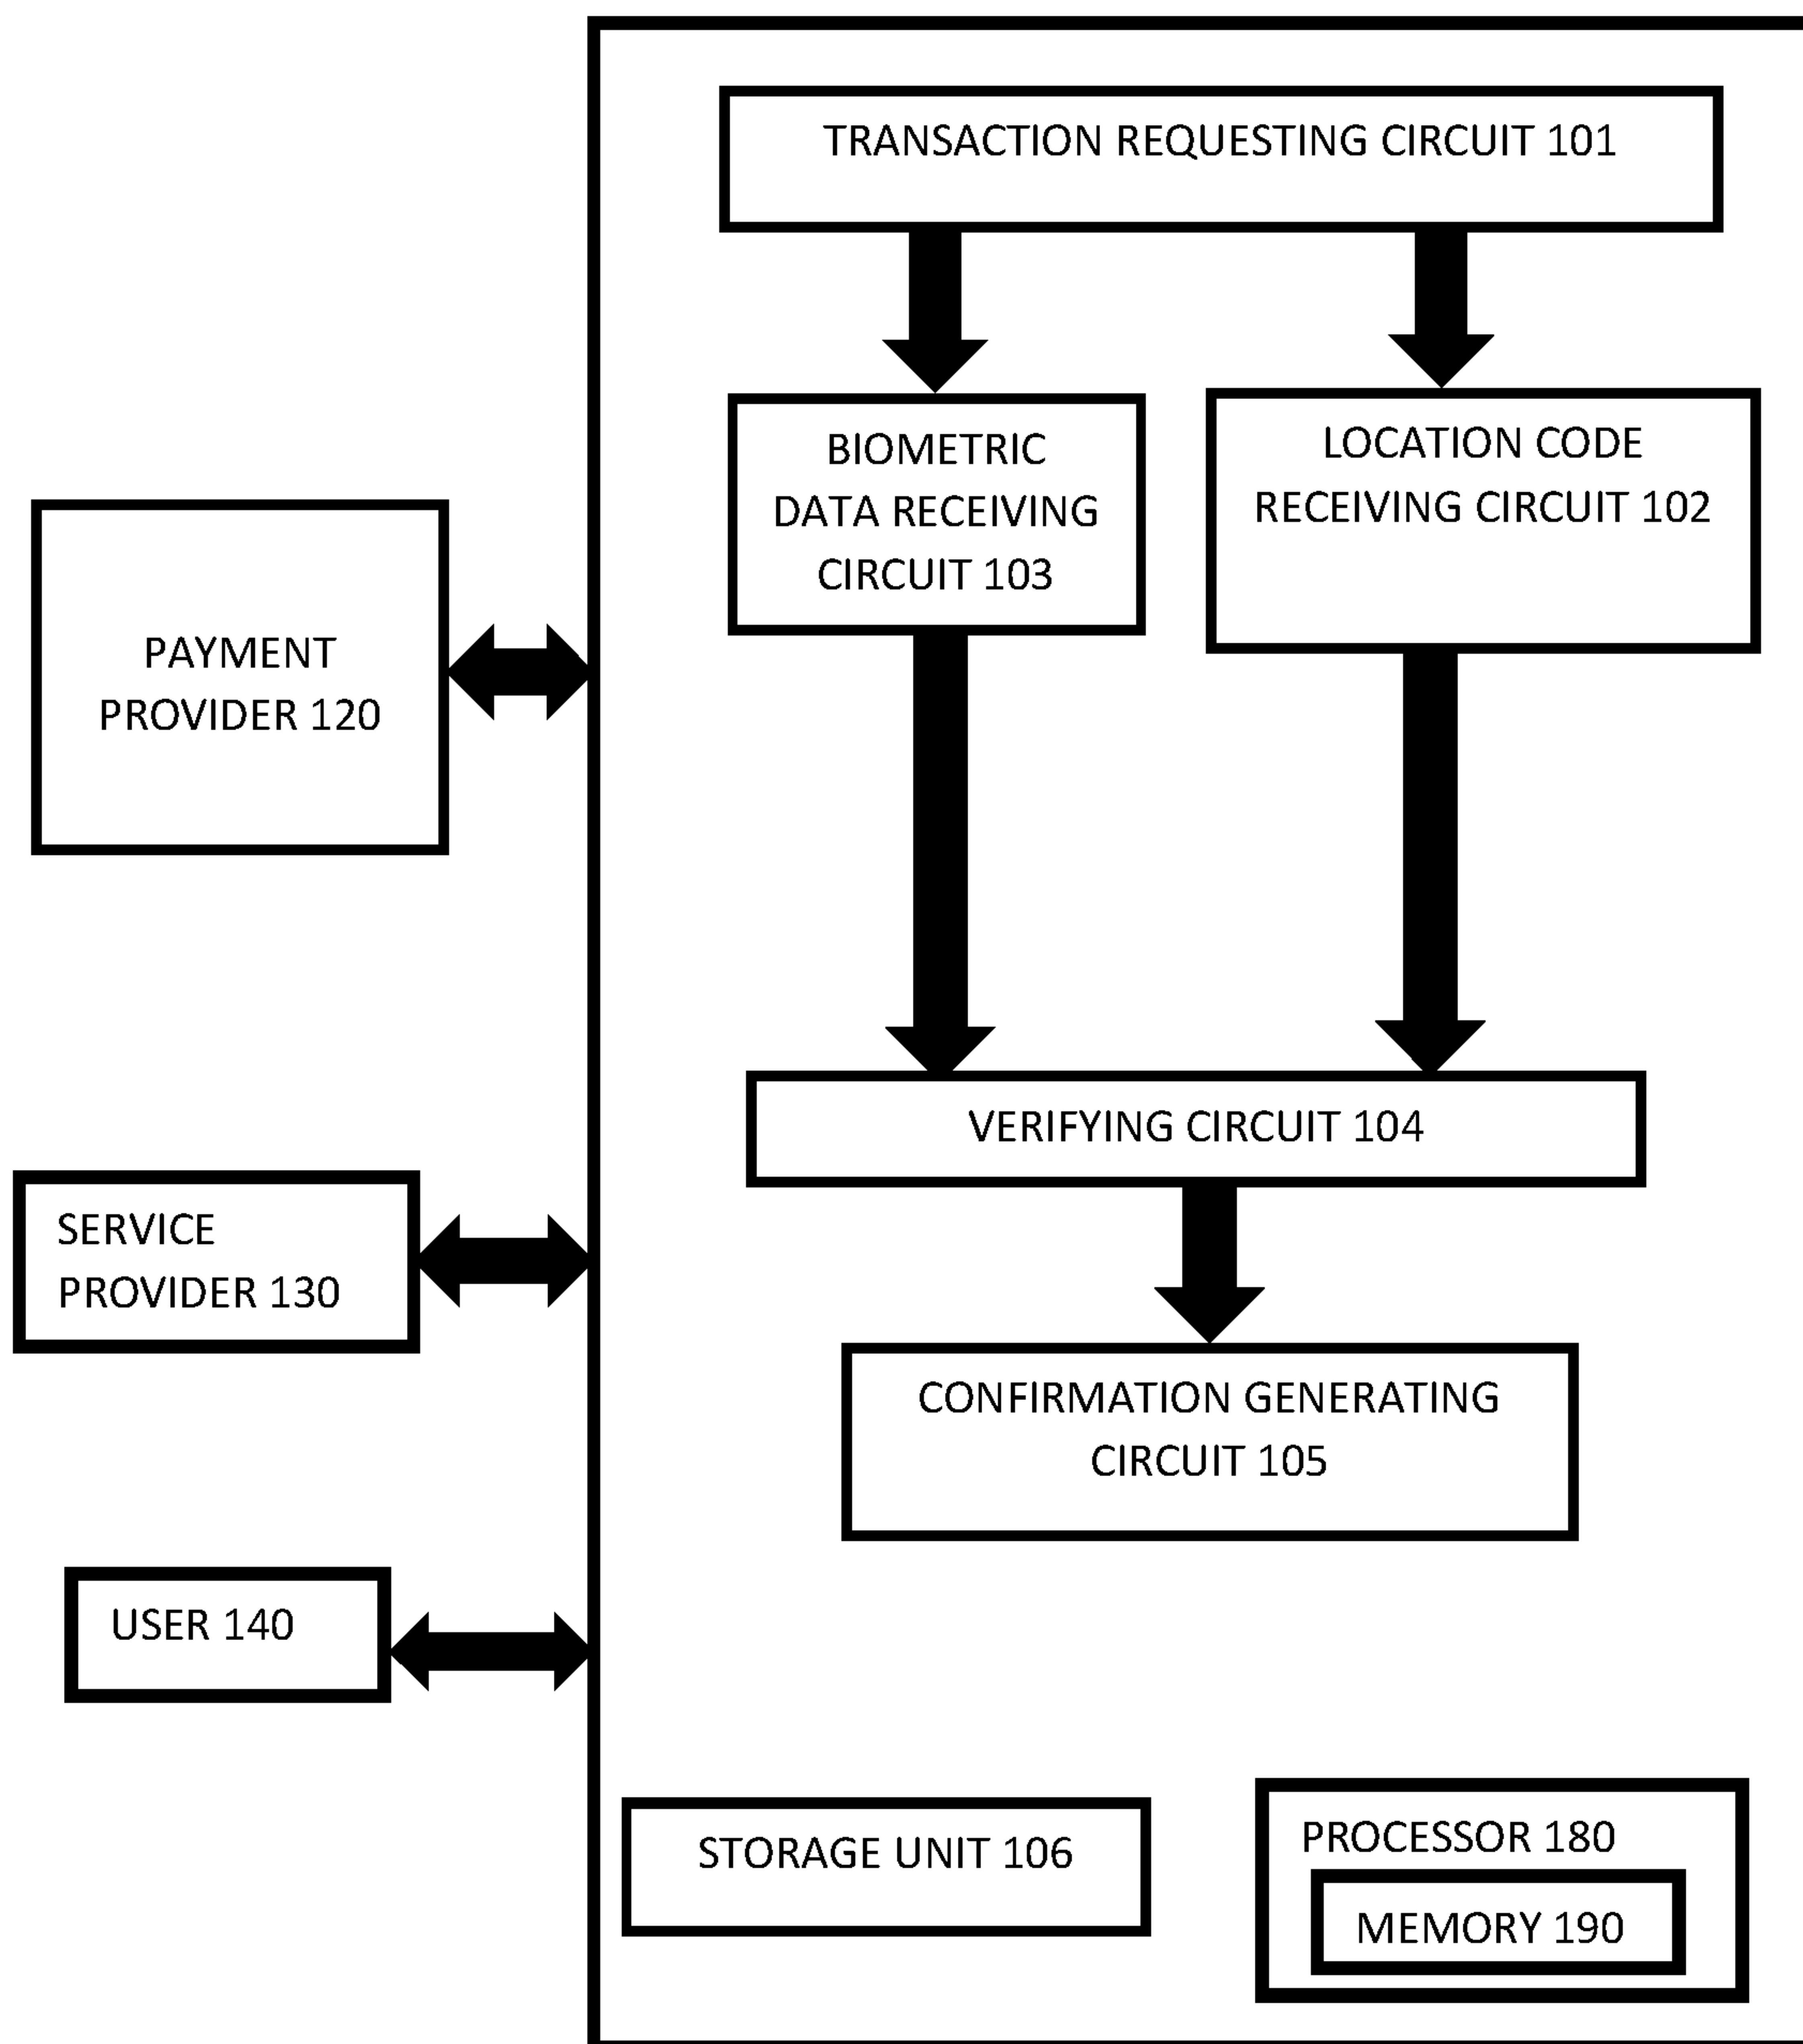 TRANSACTION REQUESTING CIRCUIT 101
BIOMETRIC
DATA RECEIVING
CIRCUIT 103
LOCATION CODE
RECEIVING CIRCUIT 102
PAYMENT
PROVIDER 120
VERIFYING CIRCUIT 104
SERVICE
PROVIDER 130
CONFIRMATION GENERATING
CIRCUIT 105
USER 140
STORAGE UNIT 106
PROCESSOR 180
MEMORY 190